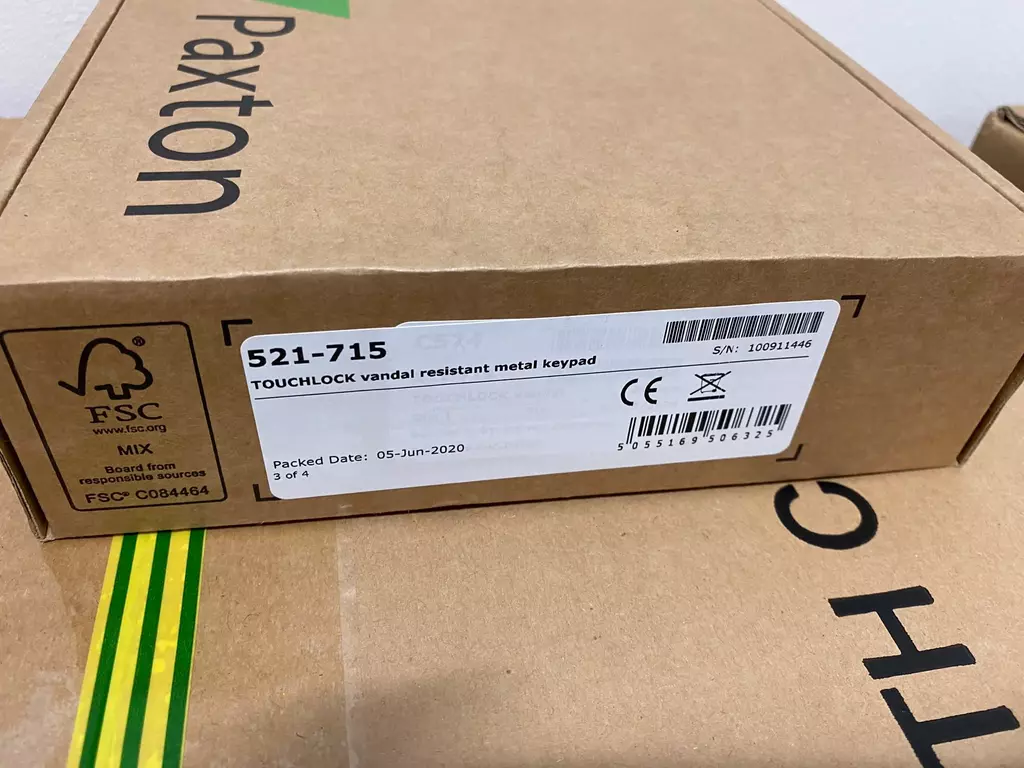 Paxton
521-715
TOUCHLOCK vandal resistant metal keypad
S/N: 100911446
CE
5 055169 506325
Packed Date: 05-Jun-2020
3 of 4
®
FSC
www.fsc.org
MIX
Board from
responsible sources
FSC® C084464
TH C